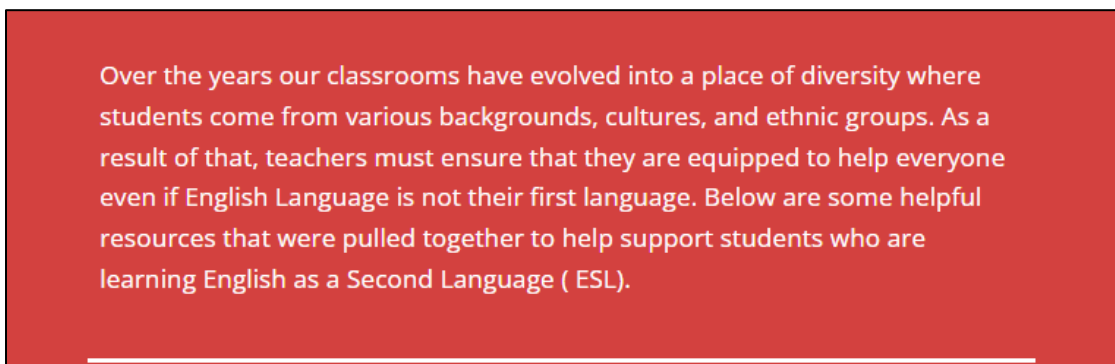 Over the years our classrooms have evolved into a place of diversity where
students come from various backgrounds, cultures, and ethnic groups. As a
result of that, teachers must ensure that they are equipped to help everyone
even if English Language is not their first language. Below are some helpful
resources that were pulled together to help support students who are
learning English as a Second Language ( ESL).